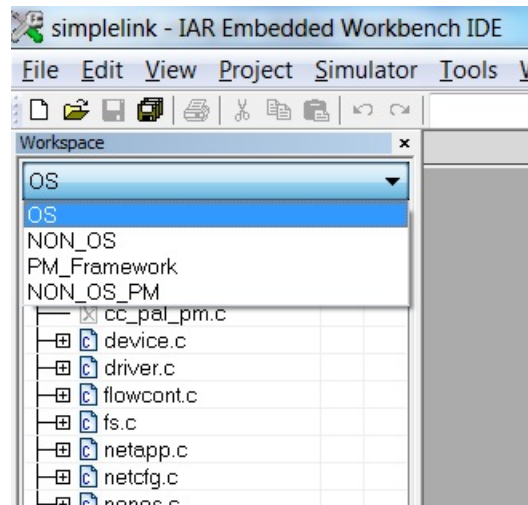 simplelink - IAR Embedded Workbench IDE
File Edit View Project Simulator Tools
Workspace
OS
OS
NON_OS
PM_Framework
NON_OS_PM
cc_pal_pm.c
device.c
driver.c
flowcont.c
fs.c
netapp.c
netcfg.c
nonos.c